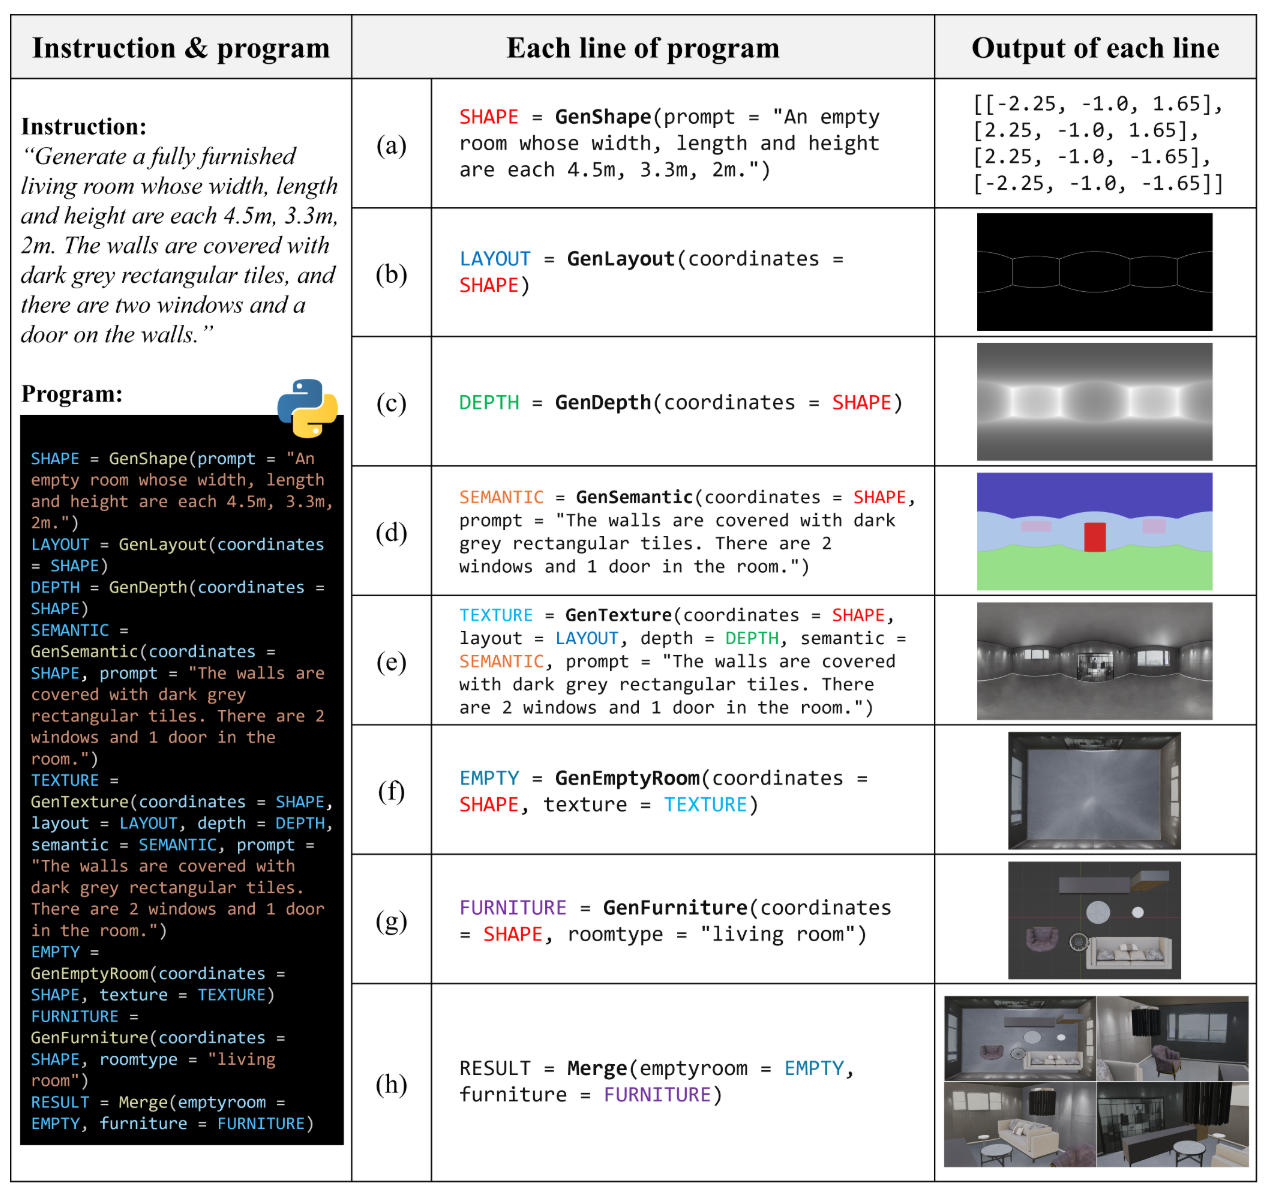 Instruction & program
Each line of program
Output of each line
Instruction:
“Generate a fully furnished
living room whose width, length
and height are each 4.5m, 3.3m,
2m. The walls are covered with
dark grey rectangular tiles, and
there are two windows and a
door on the walls.”
Program:
SHAPE = GenShape(prompt = "An
empty room whose width, length
and height are each 4.5m, 3.3m,
2m.")
LAYOUT = GenLayout(coordinates
= SHAPE)
DEPTH = GenDepth(coordinates =
SHAPE)
SEMANTIC =
GenSemantic(coordinates =
SHAPE, prompt = "The walls are
covered with dark grey
rectangular tiles. There are 2
windows and 1 door in the
room.")
TEXTURE =
GenTexture(coordinates = SHAPE,
layout = LAYOUT, depth = DEPTH,
semantic = SEMANTIC, prompt =
"The walls are covered with
dark grey rectangular tiles.
There are 2 windows and 1 door
in the room.")
EMPTY =
GenEmptyRoom(coordinates =
SHAPE, texture = TEXTURE)
FURNITURE =
GenFurniture(coordinates =
SHAPE, roomtype = "living
room")
RESULT = Merge(emptyroom =
EMPTY, furniture = FURNITURE)
(a)
SHAPE = GenShape(prompt = "An empty
room whose width, length and height
are each 4.5m, 3.3m, 2m.")
[[-2.25, -1.0, 1.65],
[2.25, -1.0, 1.65],
[2.25, -1.0, -1.65],
[-2.25, -1.0, -1.65]]
(b)
LAYOUT = GenLayout(coordinates =
SHAPE)
(c)
DEPTH = GenDepth(coordinates = SHAPE)
(d)
SEMANTIC = GenSemantic(coordinates = SHAPE,
prompt = "The walls are covered with dark
grey rectangular tiles. There are 2
windows and 1 door in the room.")
(e)
TEXTURE = GenTexture(coordinates = SHAPE,
layout = LAYOUT, depth = DEPTH, semantic =
SEMANTIC, prompt = "The walls are covered
with dark grey rectangular tiles. There
are 2 windows and 1 door in the room.")
(f)
EMPTY = GenEmptyRoom(coordinates =
SHAPE, texture = TEXTURE)
(g)
FURNITURE = GenFurniture(coordinates
= SHAPE, roomtype = "living room")
(h)
RESULT = Merge(emptyroom = EMPTY,
furniture = FURNITURE)